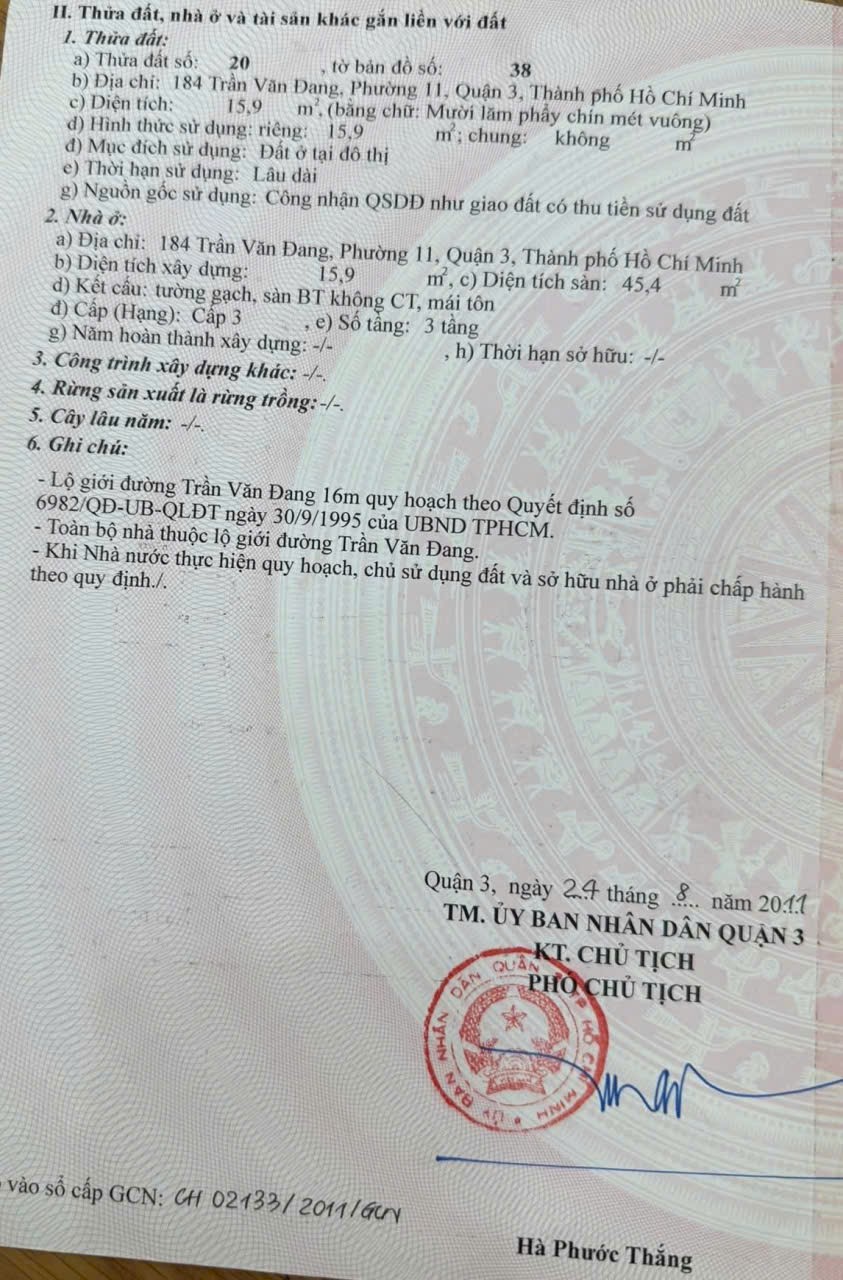 II. Thửa đất, nhà ở và tài sản khác gắn liền với đất
1. Thửa đất:
a) Thửa đất số: 20 , tờ bản đồ số: 38
b) Địa chỉ: 184 Trần Văn Đang, Phường 11, Quận 3, Thành phố Hồ Chí Minh
c) Diện tích: 15,9 m², (bằng chữ: Mười lăm phẩy chín mét vuông)
d) Hình thức sử dụng: riêng: 15,9 m²; chung: không m²
đ) Mục đích sử dụng: Đất ở tại đô thị
e) Thời hạn sử dụng: Lâu dài
g) Nguồn gốc sử dụng: Công nhận QSDĐ như giao đất có thu tiền sử dụng đất
2. Nhà ở:
a) Địa chỉ: 184 Trần Văn Đang, Phường 11, Quận 3, Thành phố Hồ Chí Minh
b) Diện tích xây dựng: 15,9 m², c) Diện tích sàn: 45,4 m²
d) Kết cấu: tường gạch, sàn BT không CT, mái tôn
đ) Cấp (Hạng): Cấp 3 , e) Số tầng: 3 tầng
g) Năm hoàn thành xây dựng: -/- , h) Thời hạn sở hữu: -/-
3. Công trình xây dựng khác: -/-.
4. Rừng sản xuất là rừng trồng: -/-.
5. Cây lâu năm: -/-.
6. Ghi chú:
- Lộ giới đường Trần Văn Đang 16m quy hoạch theo Quyết định số
6982/QĐ-UB-QLĐT ngày 30/9/1995 của UBND TPHCM.
- Toàn bộ nhà thuộc lộ giới đường Trần Văn Đang.
- Khi Nhà nước thực hiện quy hoạch, chủ sử dụng đất và sở hữu nhà ở phải chấp hành
theo quy định./.
Quận 3, ngày 24 tháng 8 năm 2011
TM. ỦY BAN NHÂN DÂN QUẬN 3
KT. CHỦ TỊCH
PHÓ CHỦ TỊCH
ỦY BAN NHÂN DÂN QUẬN TP HỒ CHÍ MINH
vào sổ cấp GCN: CH 02133/2011/GCN
Hà Phước Thắng